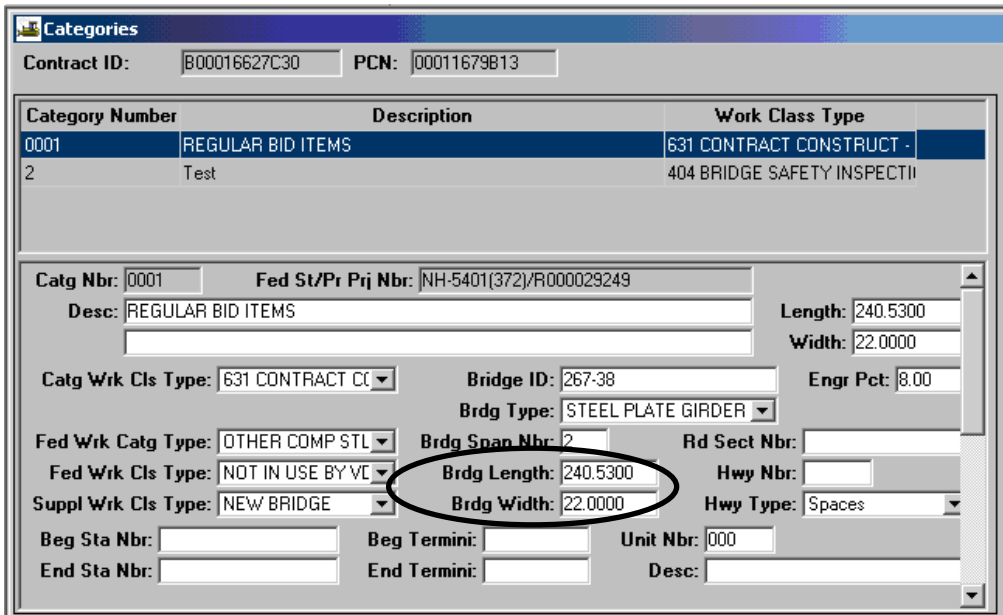 Categories
Contract ID: B00016627C30 PCN: 00011679B13
Category Number Description Work Class Type
0001 REGULAR BID ITEMS 631 CONTRACT CONSTRUCT -
2 Test 404 BRIDGE SAFETY INSPECTI
Catg Nbr: 0001 Fed St/Pr Prj Nbr: NH-5401(372)/R000029249
Desc: REGULAR BID ITEMS Length: 240.5300
Width: 22.0000
Catg Wrk Cls Type: 631 CONTRACT CC Bridge ID: 267-38 Engr Pct: 8.00
Brdg Type: STEEL PLATE GIRDER
Fed Wrk Catg Type: OTHER COMP STL Brdg Span Nbr: 2 Rd Sect Nbr:
Fed Wrk Cls Type: NOT IN USE BY VE Brdg Length: 240.5300 Hwy Nbr:
Suppl Wrk Cls Type: NEW BRIDGE Brdg Width: 22.0000 Hwy Type: Spaces
Beg Sta Nbr: Beg Termini: Unit Nbr: 000
End Sta Nbr: End Termini: Desc: